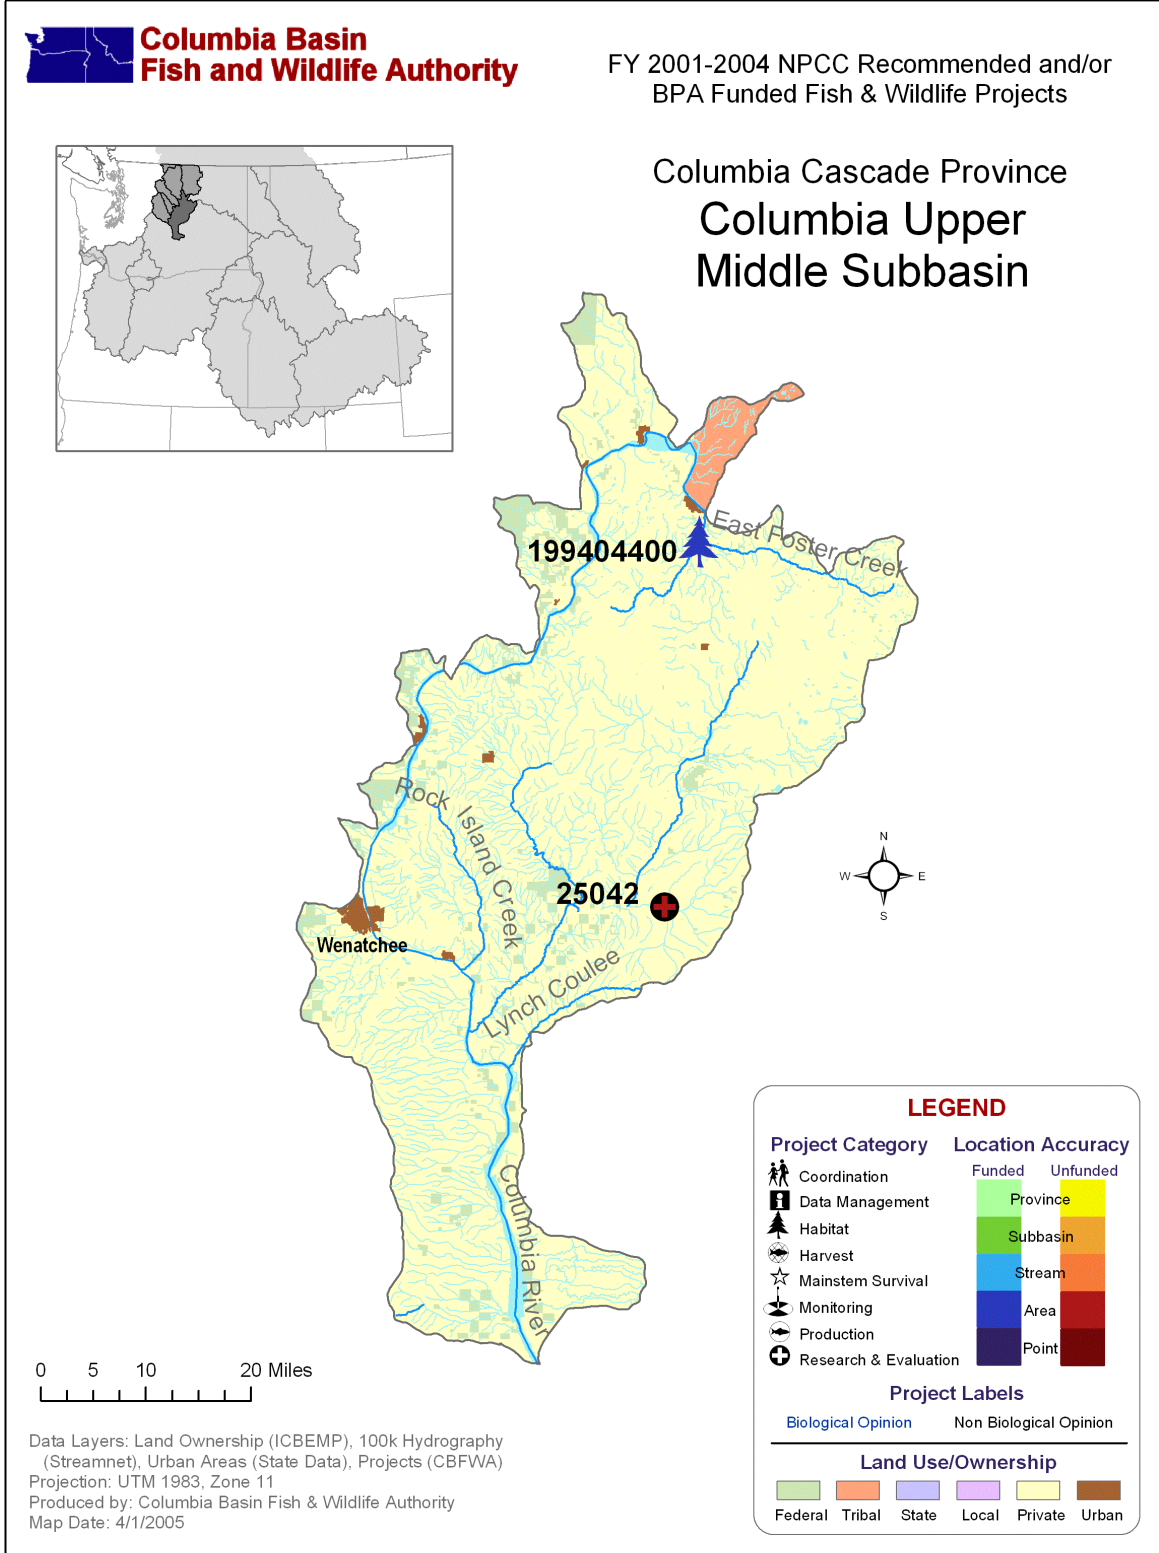 Columbia Basin
Fish and Wildlife Authority
FY 2001-2004 NPCC Recommended and/or
BPA Funded Fish & Wildlife Projects
Columbia Cascade Province
Columbia Upper
Middle Subbasin
East Foster Creek
199404400
Rock Island Creek
25042
Wenatchee
Lynch Coulee
Columbia River
N
W E
S
LEGEND
Project Category
Coordination
Data Management
Habitat
Harvest
Mainstem Survival
Monitoring
Production
Research & Evaluation
Location Accuracy
Funded Unfunded
Province
Subbasin
Stream
Area
Point
Project Labels
Biological Opinion Non Biological Opinion
Land Use/Ownership
Federal Tribal State Local Private Urban
0 5 10 20 Miles
Data Layers: Land Ownership (ICBEMP), 100k Hydrography
(Streamnet), Urban Areas (State Data), Projects (CBFWA)
Projection: UTM 1983, Zone 11
Produced by: Columbia Basin Fish & Wildlife Authority
Map Date: 4/1/2005